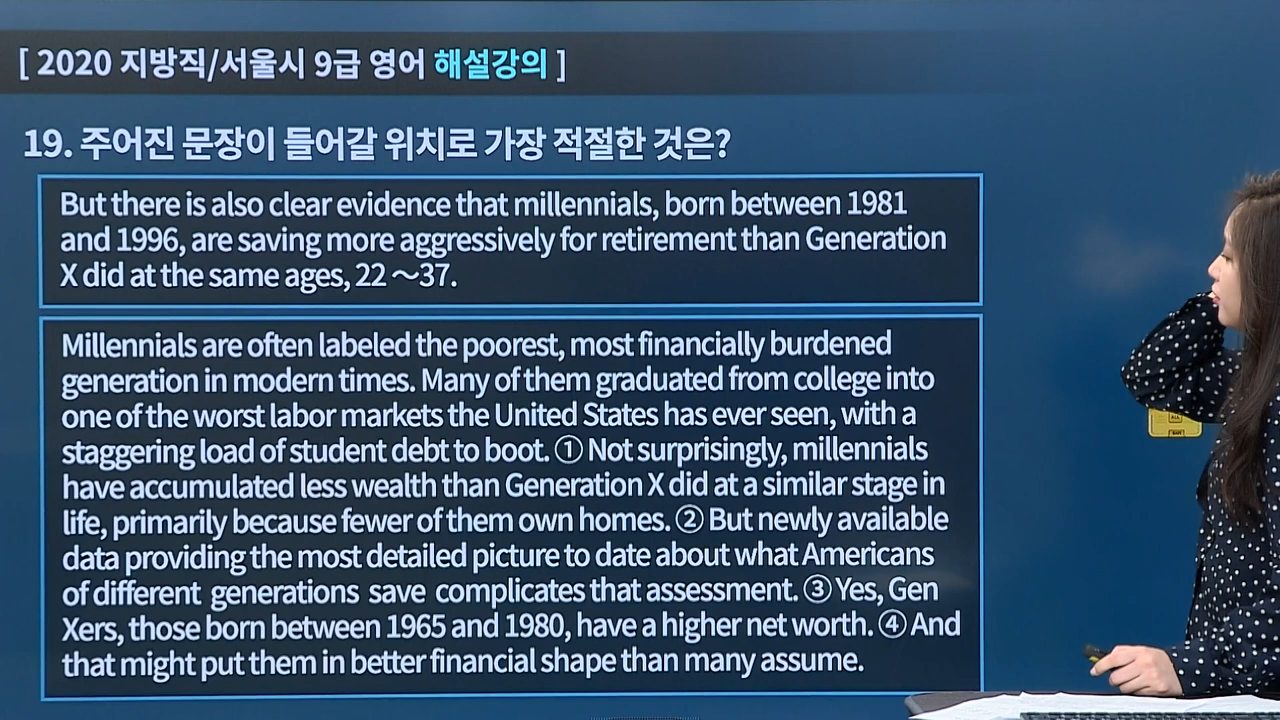 [ 2020 지방직/서울시 9급 영어 해설강의 ]
19. 주어진 문장이 들어갈 위치로 가장 적절한 것은?
But there is also clear evidence that millennials, born between 1981
and 1996, are saving more aggressively for retirement than Generation
X did at the same ages, 22 ~37.
Millennials are often labeled the poorest, most financially burdened
generation in modern times. Many of them graduated from college into
one of the worst labor markets the United States has ever seen, with a
staggering load of student debt to boot. ① Not surprisingly, millennials
have accumulated less wealth than Generation X did at a similar stage in
life, primarily because fewer of them own homes. ② But newly available
data providing the most detailed picture to date about what Americans
of different generations save complicates that assessment. ③ Yes, Gen
Xers, those born between 1965 and 1980, have a higher net worth. ④ And
that might put them in better financial shape than many assume.